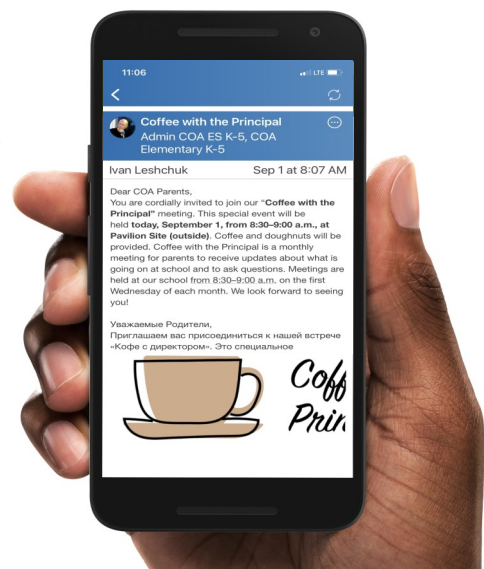 11:06
LTE
Coffee with the Principal
Admin COA ES K-5, COA
Elementary K-5
Ivan Leshchuk Sep 1 at 8:07 AM
Dear COA Parents,
You are cordially invited to join our "Coffee with the
Principal" meeting. This special event will be
held today, September 1, from 8:30–9:00 a.m., at
Pavilion Site (outside). Coffee and doughnuts will be
provided. Coffee with the Principal is a monthly
meeting for parents to receive updates about what is
going on at school and to ask questions. Meetings are
held at our school from 8:30–9:00 a.m. on the first
Wednesday of each month. We look forward to seeing
you!
Уважаемые Родители,
Приглашаем вас присоединиться к нашей встрече
«Кофе с директором». Это специальное
Coff
Prin